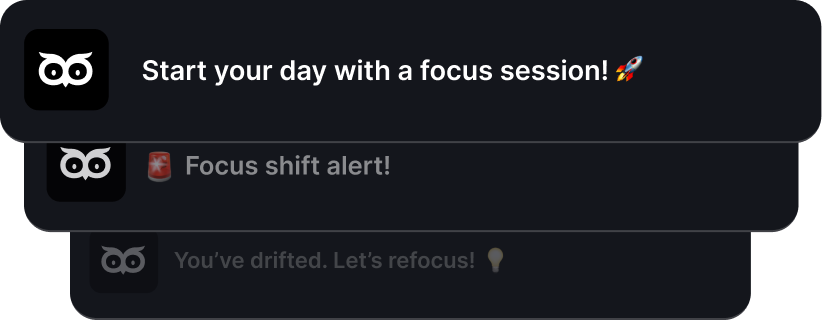 Start your day with a focus session! 🚀
🚨 Focus shift alert!
You’ve drifted. Let’s refocus! 💡